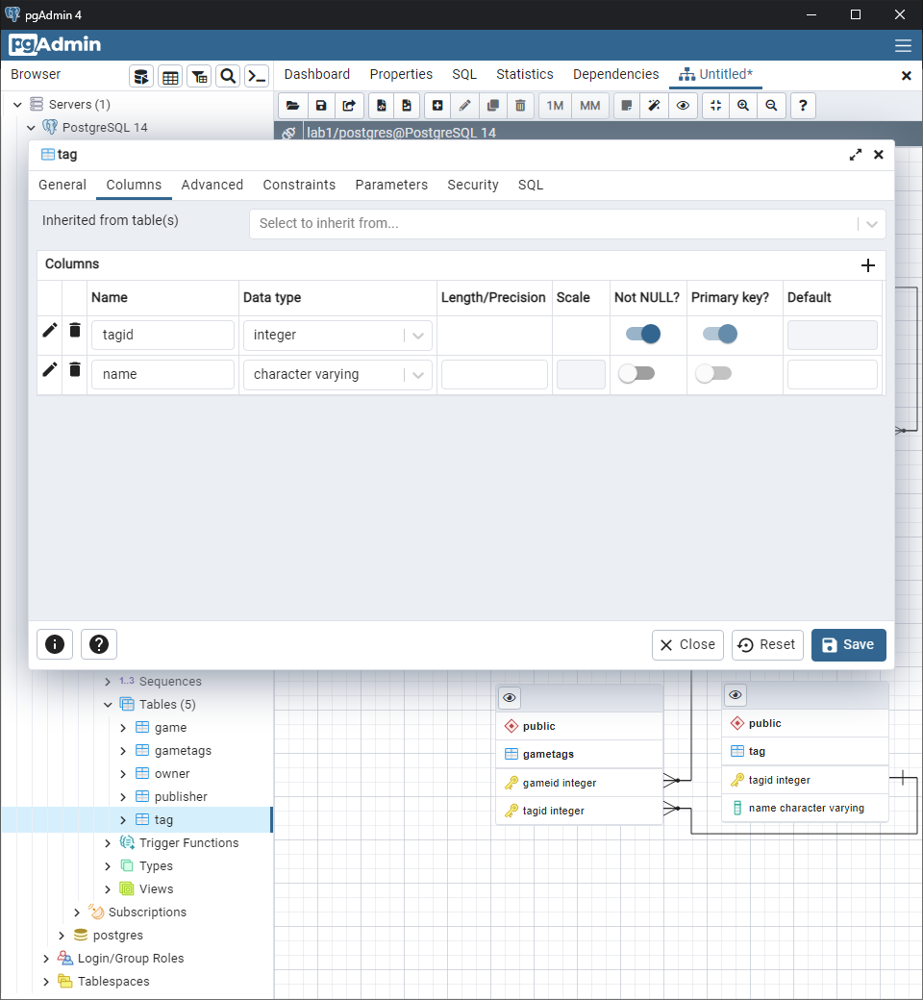 pgAdmin 4
pgAdmin
Browser
Dashboard Properties SQL Statistics Dependencies Untitled*
Servers (1)
1M MM ?
PostgreSQL 14
lab1/postgres@PostgreSQL 14
tag
General Columns Advanced Constraints Parameters Security SQL
Inherited from table(s) Select to inherit from...
Columns
Name Data type Length/Precision Scale Not NULL? Primary key? Default
tagid integer
name character varying
Close Reset Save
1..3 Sequences
Tables (5)
game
gametags
owner
publisher
tag
Trigger Functions
Types
Views
Subscriptions
postgres
Login/Group Roles
Tablespaces
public
gametags
gameid integer
tagid integer
public
tag
tagid integer
name character varying